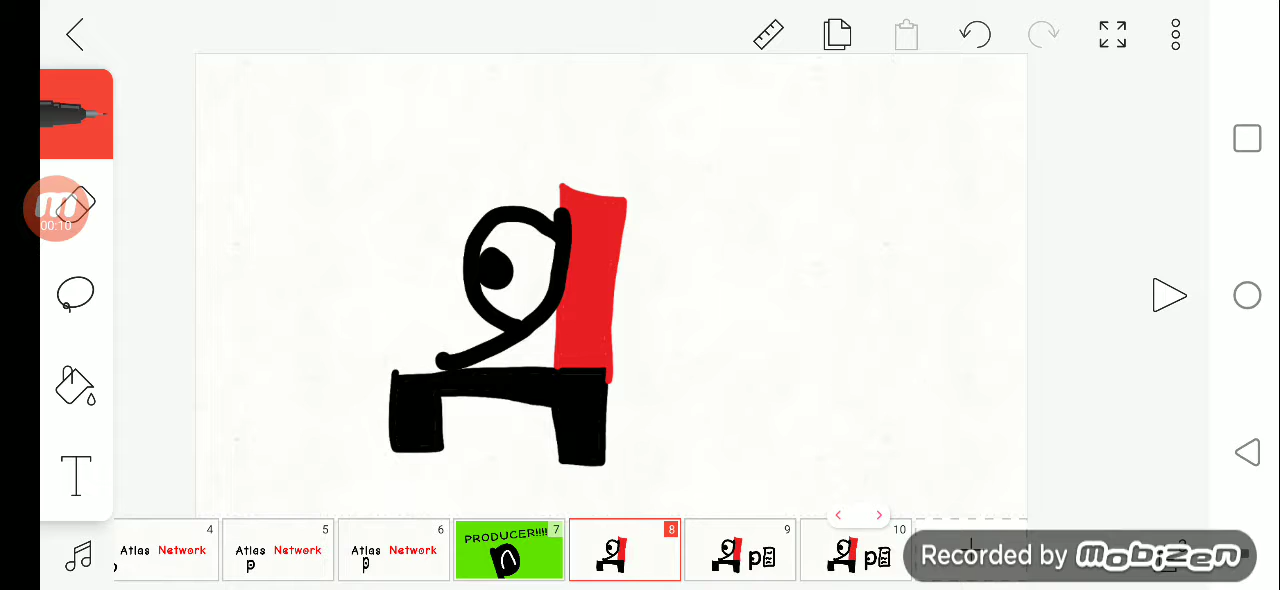 00:10
4
5
6
7
8
9
10
Atlas Network
Atlas Network
Atlas Network
PRODUCER!!!!
p
p
p
p
Recorded by mobizen